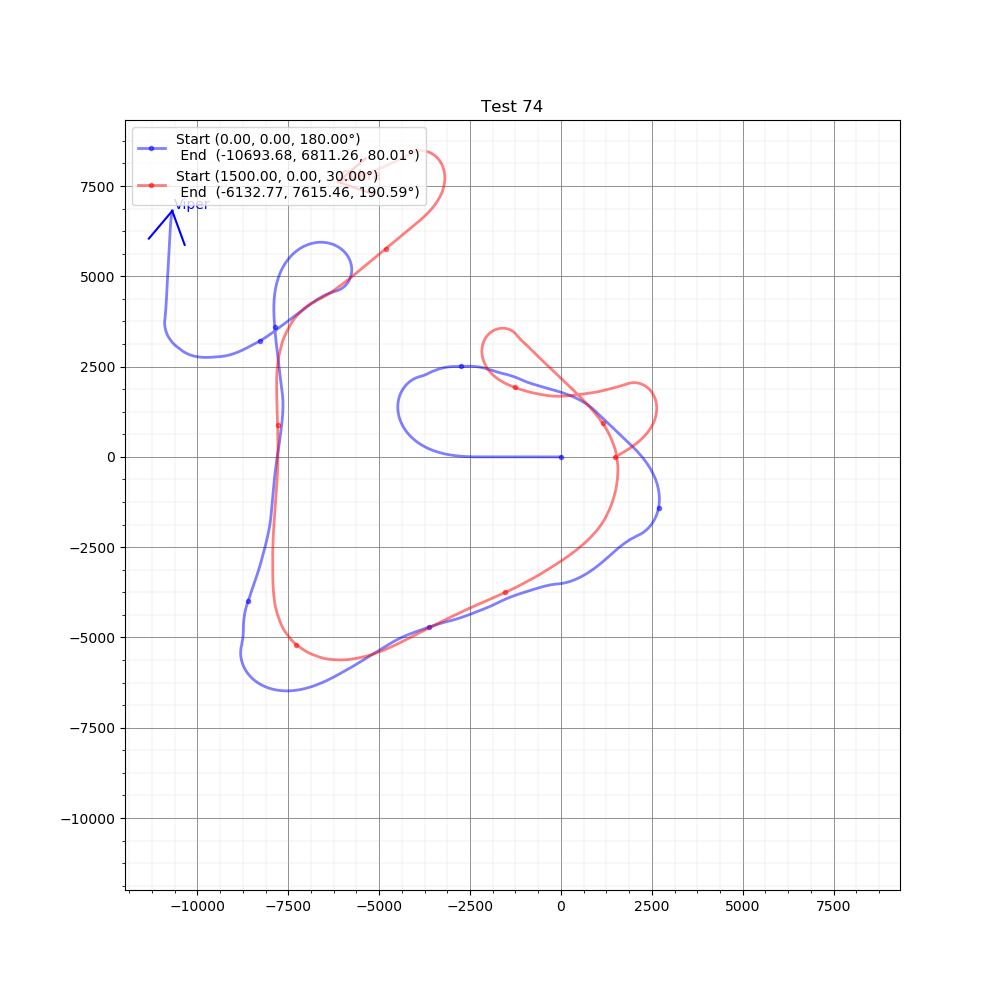 Test 74
Start (0.00, 0.00, 180.00°)
End  (-10693.68, 6811.26, 80.01°)
Start (1500.00, 0.00, 30.00°)
End  (-6132.77, 7615.46, 190.59°)
Viper
7500
5000
2500
0
−2500
−5000
−7500
−10000
−10000 −7500 −5000 −2500 0 2500 5000 7500